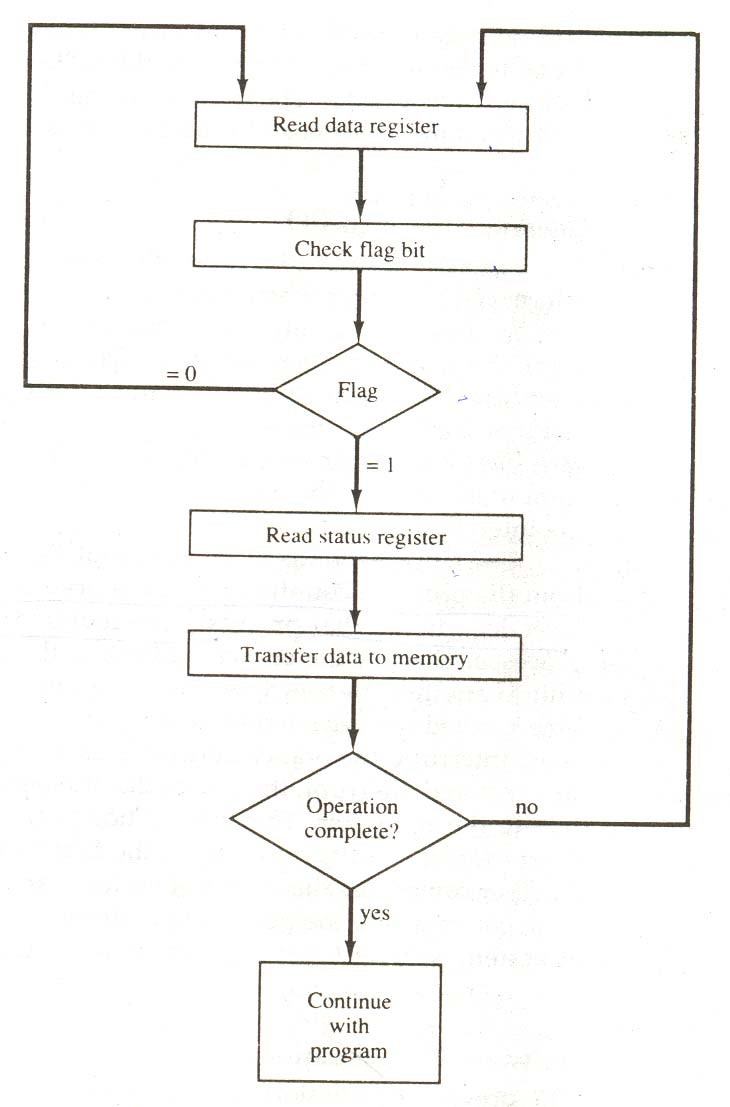 Read data register
Check flag bit
= 0
Flag
= 1
Read status register
Transfer data to memory
Operation
complete?
no
yes
Continue
with
program